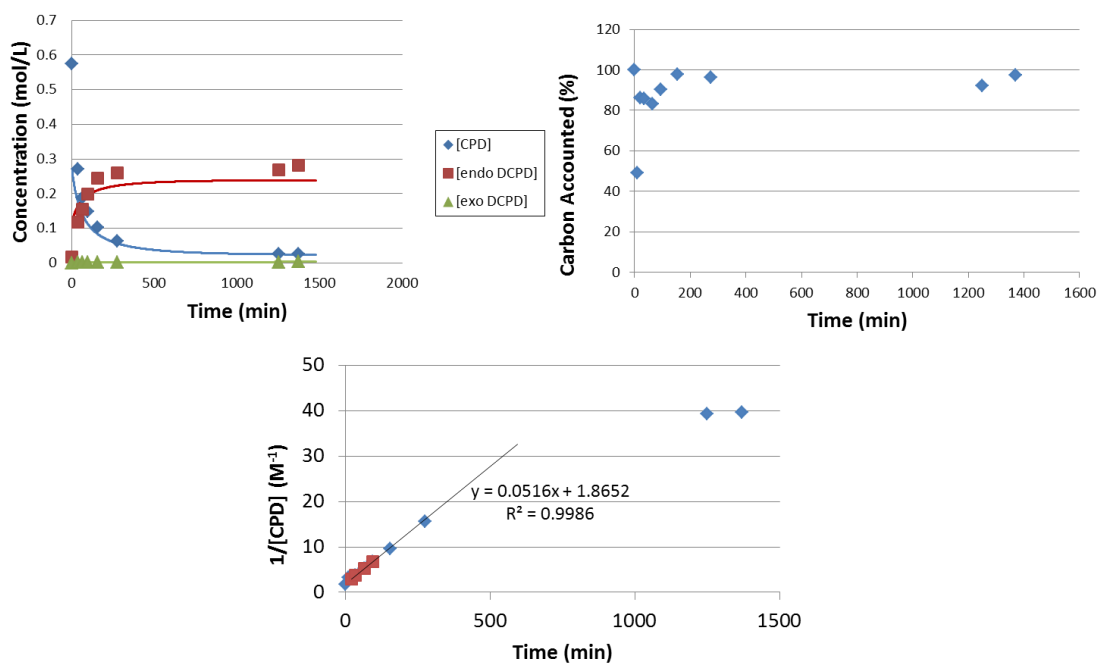 0.7
0.6
0.5
0.4
0.3
0.2
0.1
0
0 500 1000 1500 2000
Concentration (mol/L)
Time (min)
[CPD]
[endo DCPD]
[exo DCPD]
120
100
80
60
40
20
0
0 200 400 600 800 1000 1200 1400 1600
Carbon Accounted (%)
Time (min)
50
40
30
20
10
0
0 500 1000 1500
1/[CPD] (M⁻¹)
y = 0.0516x + 1.8652
R² = 0.9986
Time (min)